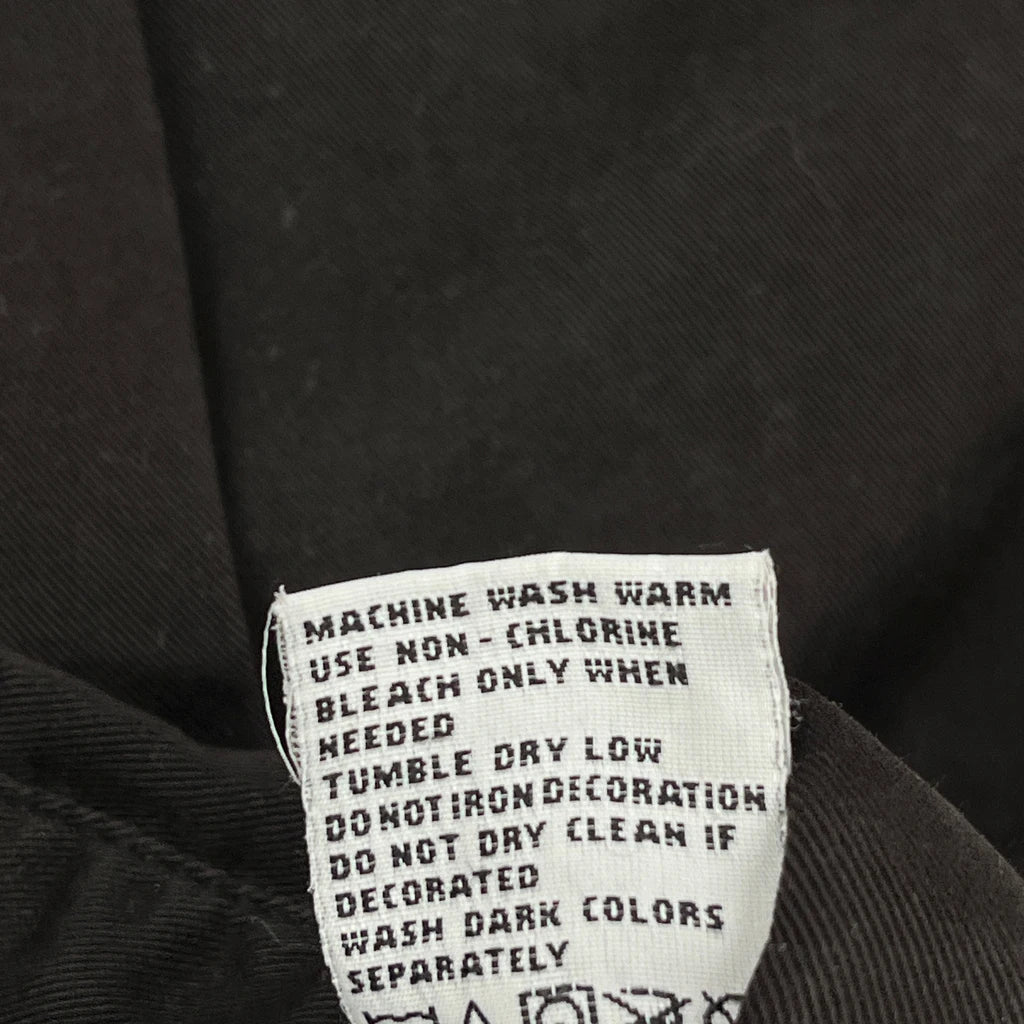 MACHINE WASH WARM
USE NON-CHLORINE
BLEACH ONLY WHEN
NEEDED
TUMBLE DRY LOW
DO NOT IRON DECORATION
DO NOT DRY CLEAN IF
DECORATED
WASH DARK COLORS
SEPARATELY